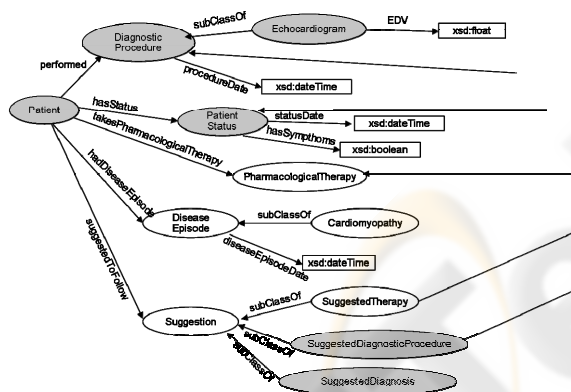 subClassOf
Echocardiogram
EDV
xsd:float
Diagnostic
Procedure
performed
procedureDate
xsd:dateTime
Patient
hasStatus
Patient
Status
statusDate
xsd:dateTime
hasSympthoms
xsd:boolean
takesPharmacologicalTherapy
PharmacologicalTherapy
hadDiseaseEpisode
Disease
Episode
subClassOf
Cardiomyopathy
diseaseEpisodeDate
xsd:dateTime
suggestedToFollow
Suggestion
subClassOf
SuggestedTherapy
subClassOf
SuggestedDiagnosticProcedure
subClassOf
SuggestedDiagnosis